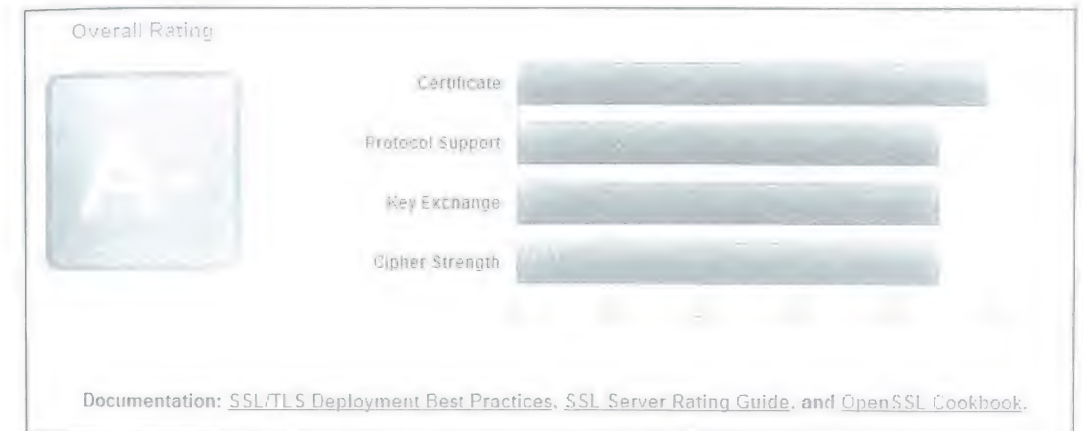 Overall Rating
A-
Certificate
Protocol Support
Key Exchange
Cipher Strength
Documentation: SSL/TLS Deployment Best Practices, SSL Server Rating Guide, and OpenSSL Cookbook.